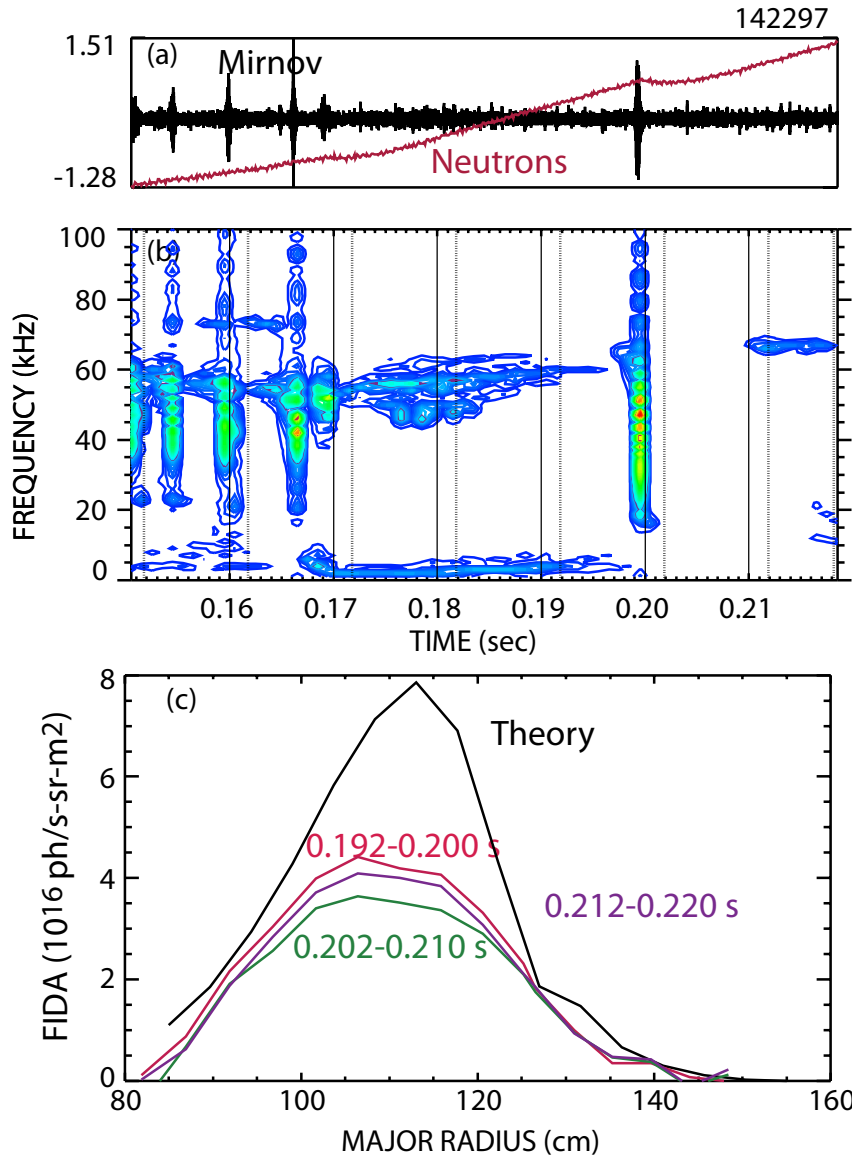 142297
1.51
(a)
Mirnov
Neutrons
-1.28
100
(b)
80
60
40
20
0
FREQUENCY (kHz)
0.16 0.17 0.18 0.19 0.20 0.21
TIME (sec)
8
(c)
Theory
6
0.192-0.200 s
4
0.212-0.220 s
0.202-0.210 s
2
0
FIDA (10¹⁶ ph/s-sr-m2)
80 100 120 140 160
MAJOR RADIUS (cm)